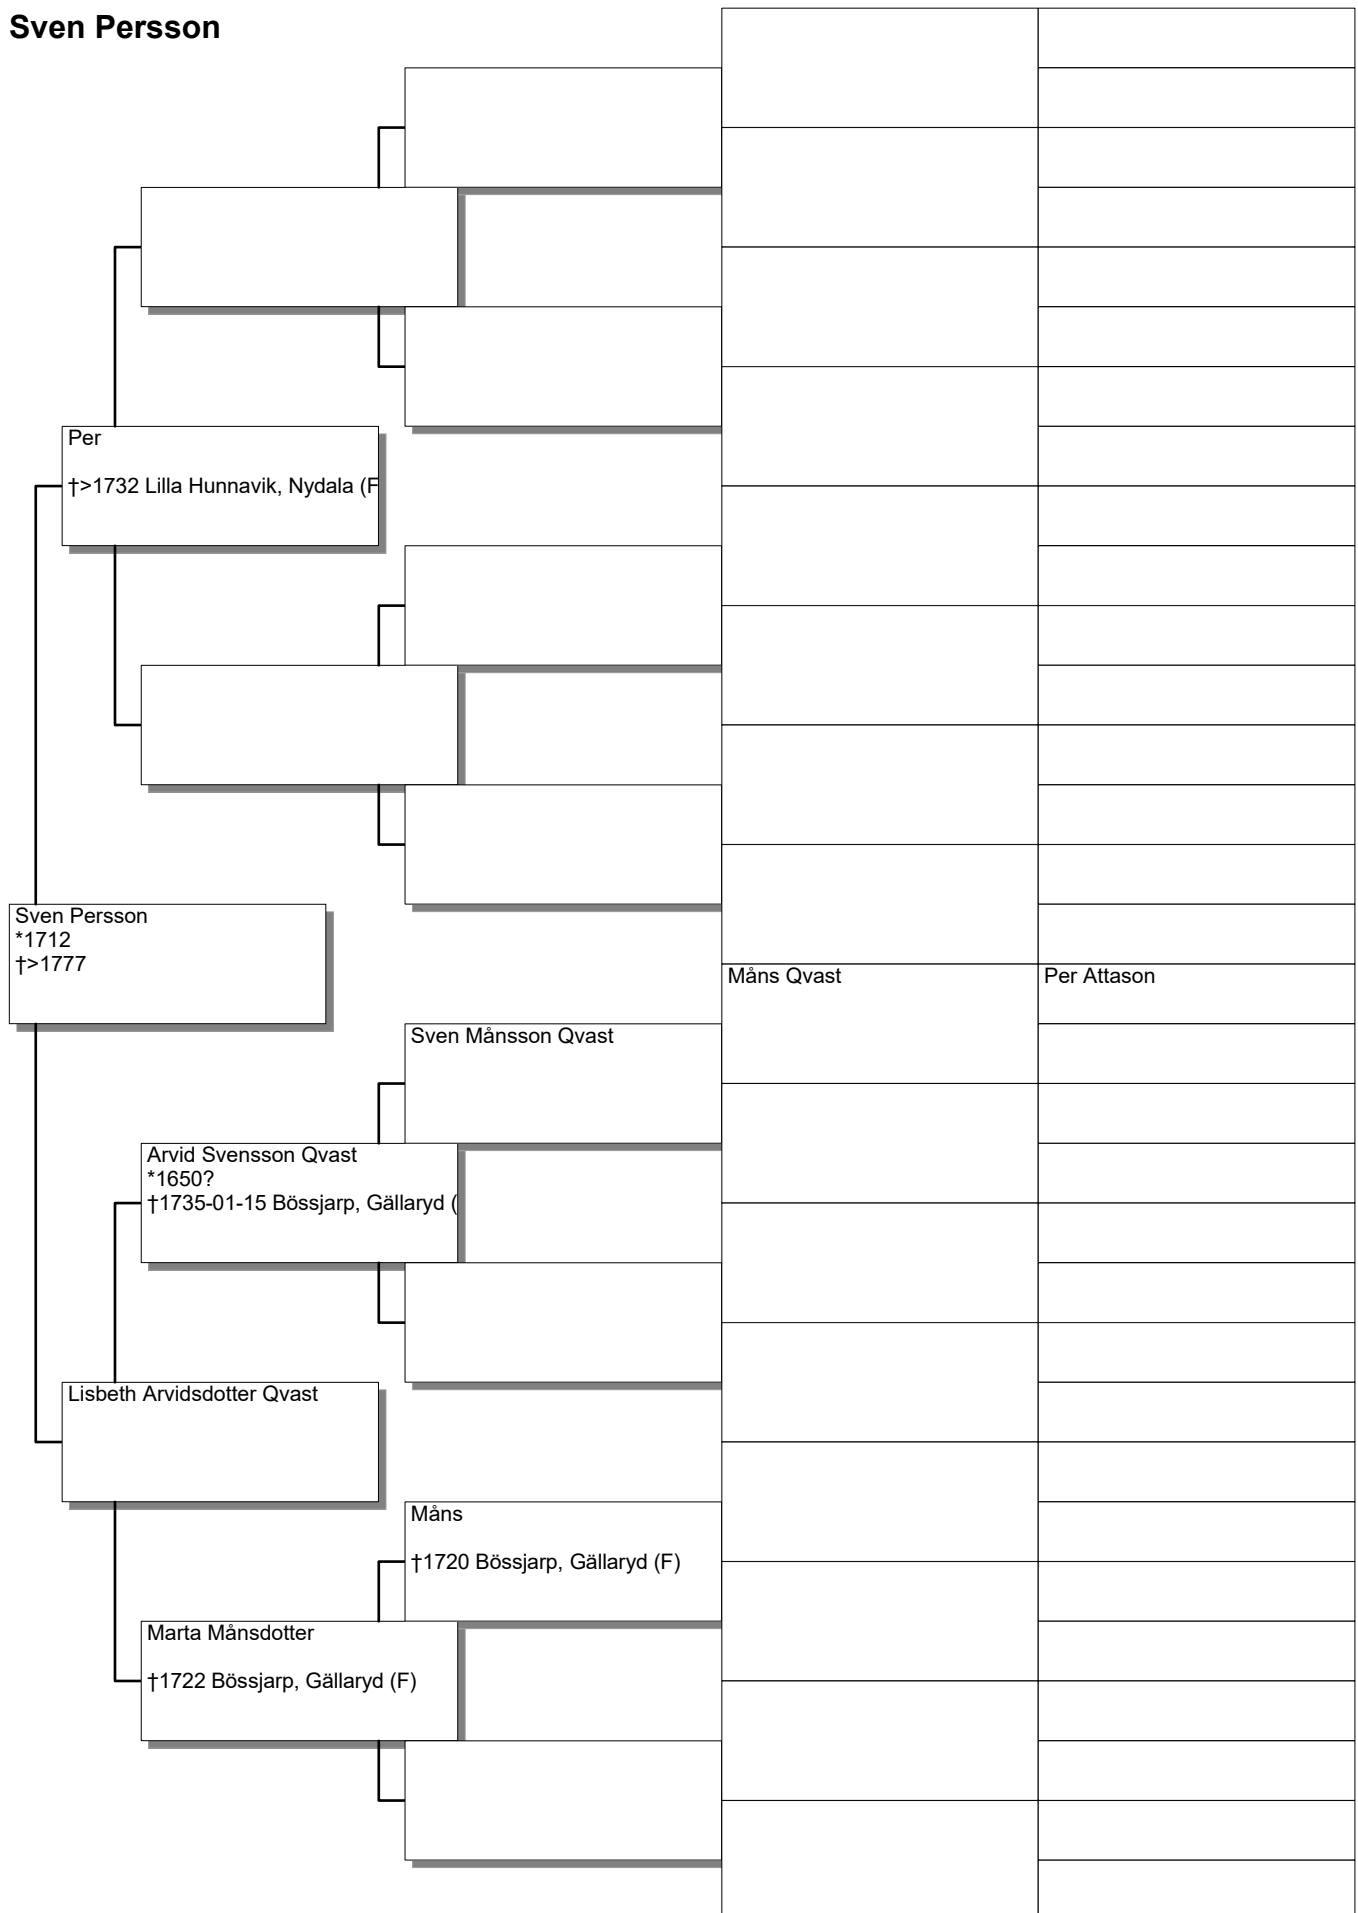 Sven Persson
Per
†>1732 Lilla Hunnavik, Nydala (F
Sven Persson
*1712
†>1777
Måns Qvast
Per Attason
Sven Månsson Qvast
Arvid Svensson Qvast
*1650?
†1735-01-15 Bössjarp, Gällaryd (
Lisbeth Arvidsdotter Qvast
Måns
†1720 Bössjarp, Gällaryd (F)
Marta Månsdotter
†1722 Bössjarp, Gällaryd (F)